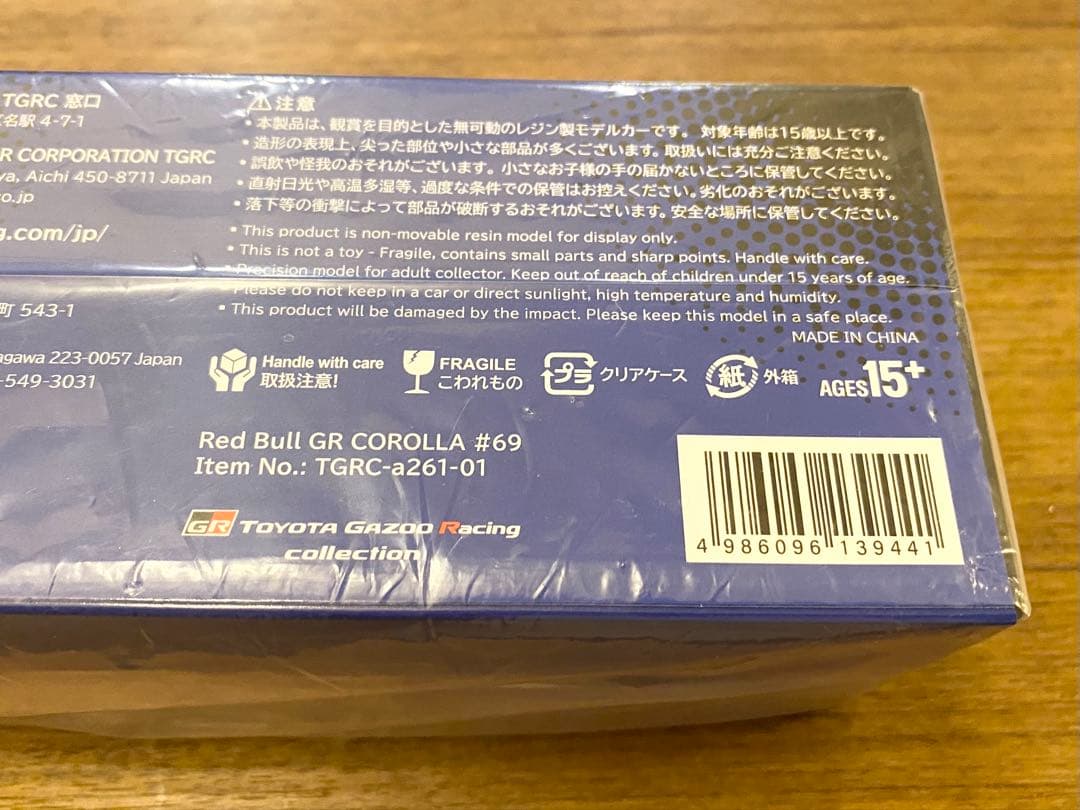 TGRC 窓口
名駅 4-7-1
R CORPORATION TGRC
ya, Aichi 450-8711 Japan
co.jp
g.com/jp/
町 543-1
agawa 223-0057 Japan
-549-3031
⚠注意
• 本製品は、観賞を目的とした無可動のレジン製モデルカーです。 対象年齢は15歳以上です。
• 造形の表現上、尖った部位や小さな部品が多くございます。取扱いには充分ご注意ください。
• 誤飲や怪我のおそれがございます。小さなお子様の手の届かないところに保管してください。
• 直射日光や高温多湿等、過度な条件での保管はお控えください。劣化のおそれがございます。
• 落下等の衝撃によって部品が破断するおそれがございます。安全な場所に保管してください。
• This product is non-movable resin model for display only.
• This is not a toy - Fragile, contains small parts and sharp points. Handle with care.
• Precision model for adult collector. Keep out of reach of children under 15 years of age.
• Please do not keep in a car or direct sunlight, high temperature and humidity.
• This product will be damaged by the impact. Please keep this model in a safe place.
MADE IN CHINA
Handle with care
取扱注意!
FRAGILE
こわれもの
プラ クリアケース
紙 外箱
AGES15+
Red Bull GR COROLLA #69
Item No.: TGRC-a261-01
GR TOYOTA GAZOO Racing
collection
4 986096 139441